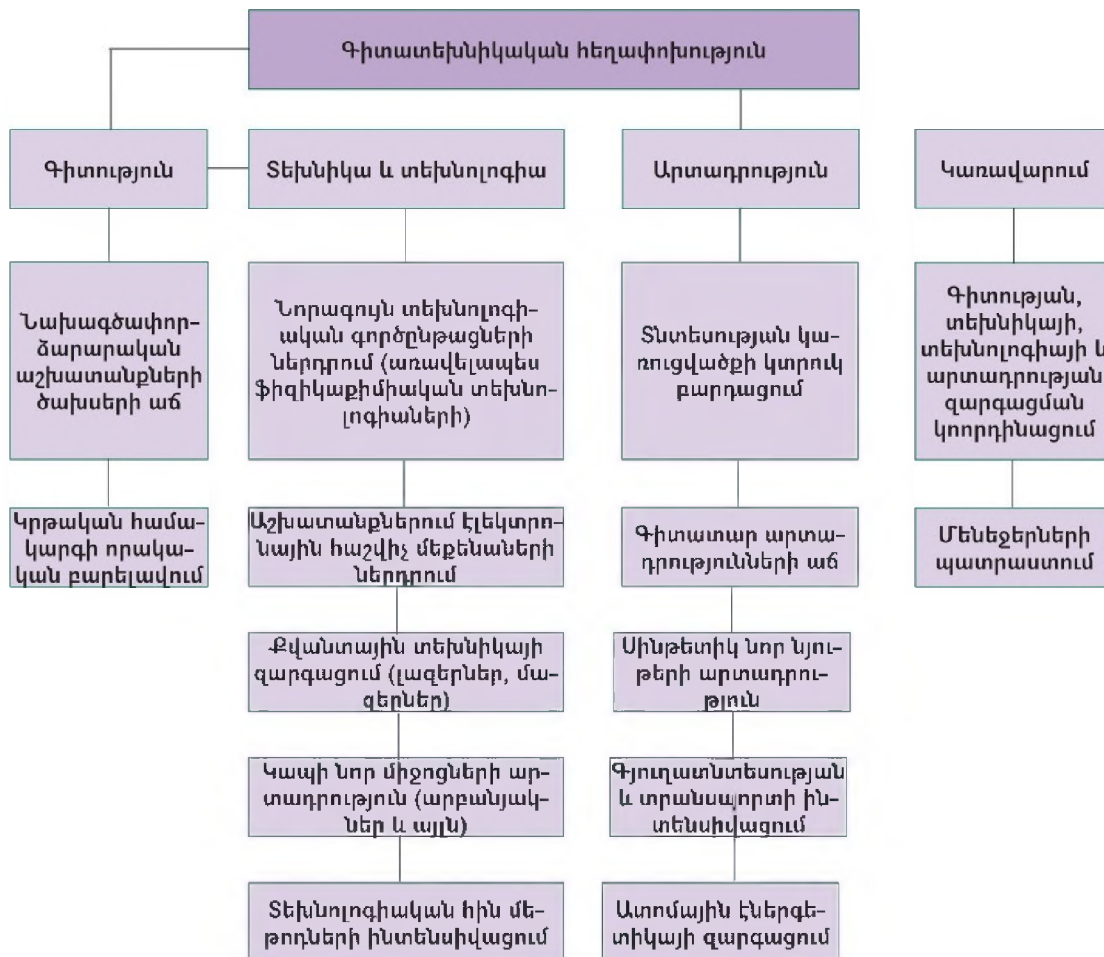 Գիտատեխնիկական հեղափոխություն
Գիտություն
Տեխնիկա և տեխնոլոգիա
Արտադրություն
Կառավարում
Նախագծափոր-
ձարարական
աշխատանքների
ծախսերի աճ
Նորագույն տեխնոլոգի-
ական գործընթացների
ներդրում (առավելապես
ֆիզիկաքիմիական տեխնո-
լոգիաների)
Տնտեսության կա-
ռուցվածքի կտրուկ
բարդացում
Գիտության,
տեխնիկայի,
տեխնոլոգիայի և
արտադրության
զարգացման
կոորդինացում
Կրթական համա-
կարգի որակա-
կան բարելավում
Աշխատանքներում էլեկտրո-
նային հաշվիչ մեքենաների
ներդրում
Գիտատար արտա-
դրությունների աճ
Մենեջերների
պատրաստում
Քվանտային տեխնիկայի
զարգացում (լազերներ, մա-
զերներ)
Սինթետիկ նոր նյու-
թերի արտադրու-
թյուն
Կապի նոր միջոցների ար-
տադրություն (արբանյակ-
ներ և այլն)
Գյուղատնտեսության
և տրանսպորտի ին-
տենսիվացում
Տեխնոլոգիական հին մե-
թոդների ինտենսիվացում
Ատոմային էներգե-
տիկայի զարգացում